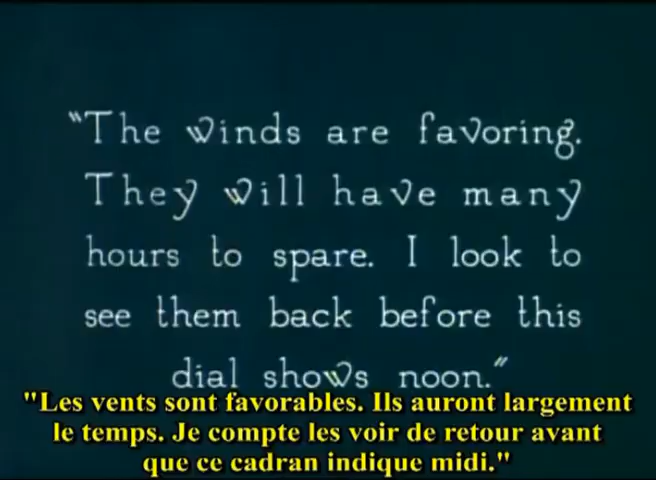 "The winds are favoring.
They will have many
hours to spare. I look to
see them back before this
dial shows noon."
"Les vents sont favorables. Ils auront largement
le temps. Je compte les voir de retour avant
que ce cadran indique midi."